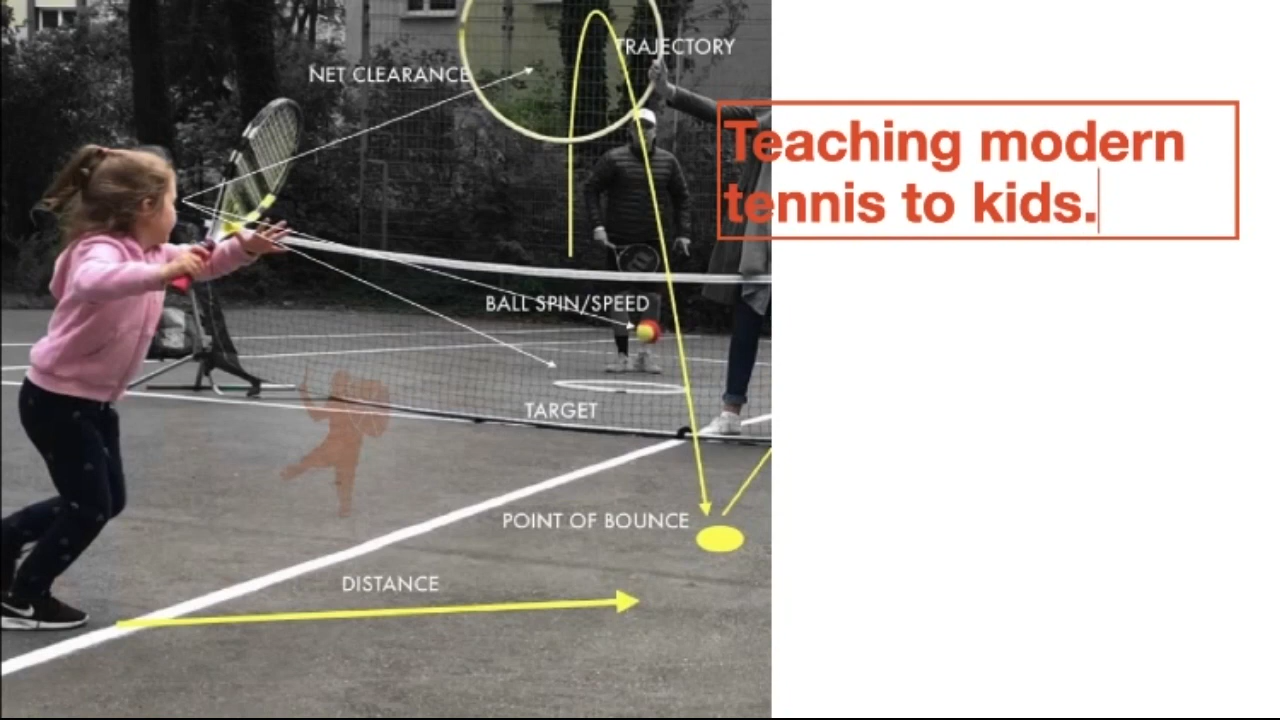 TRAJECTORY
NET CLEARANCE
Teaching modern
tennis to kids.
BALL SPIN/SPEED
TARGET
POINT OF BOUNCE
DISTANCE